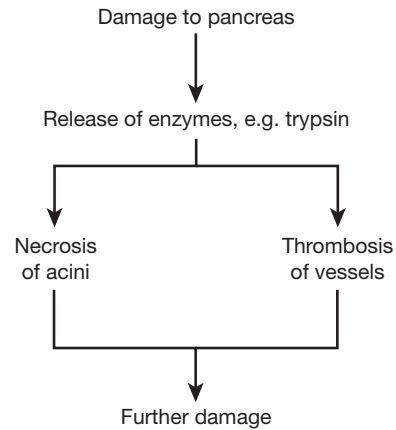 Damage to pancreas
Release of enzymes, e.g. trypsin
Necrosis
of acini
Thrombosis
of vessels
Further damage